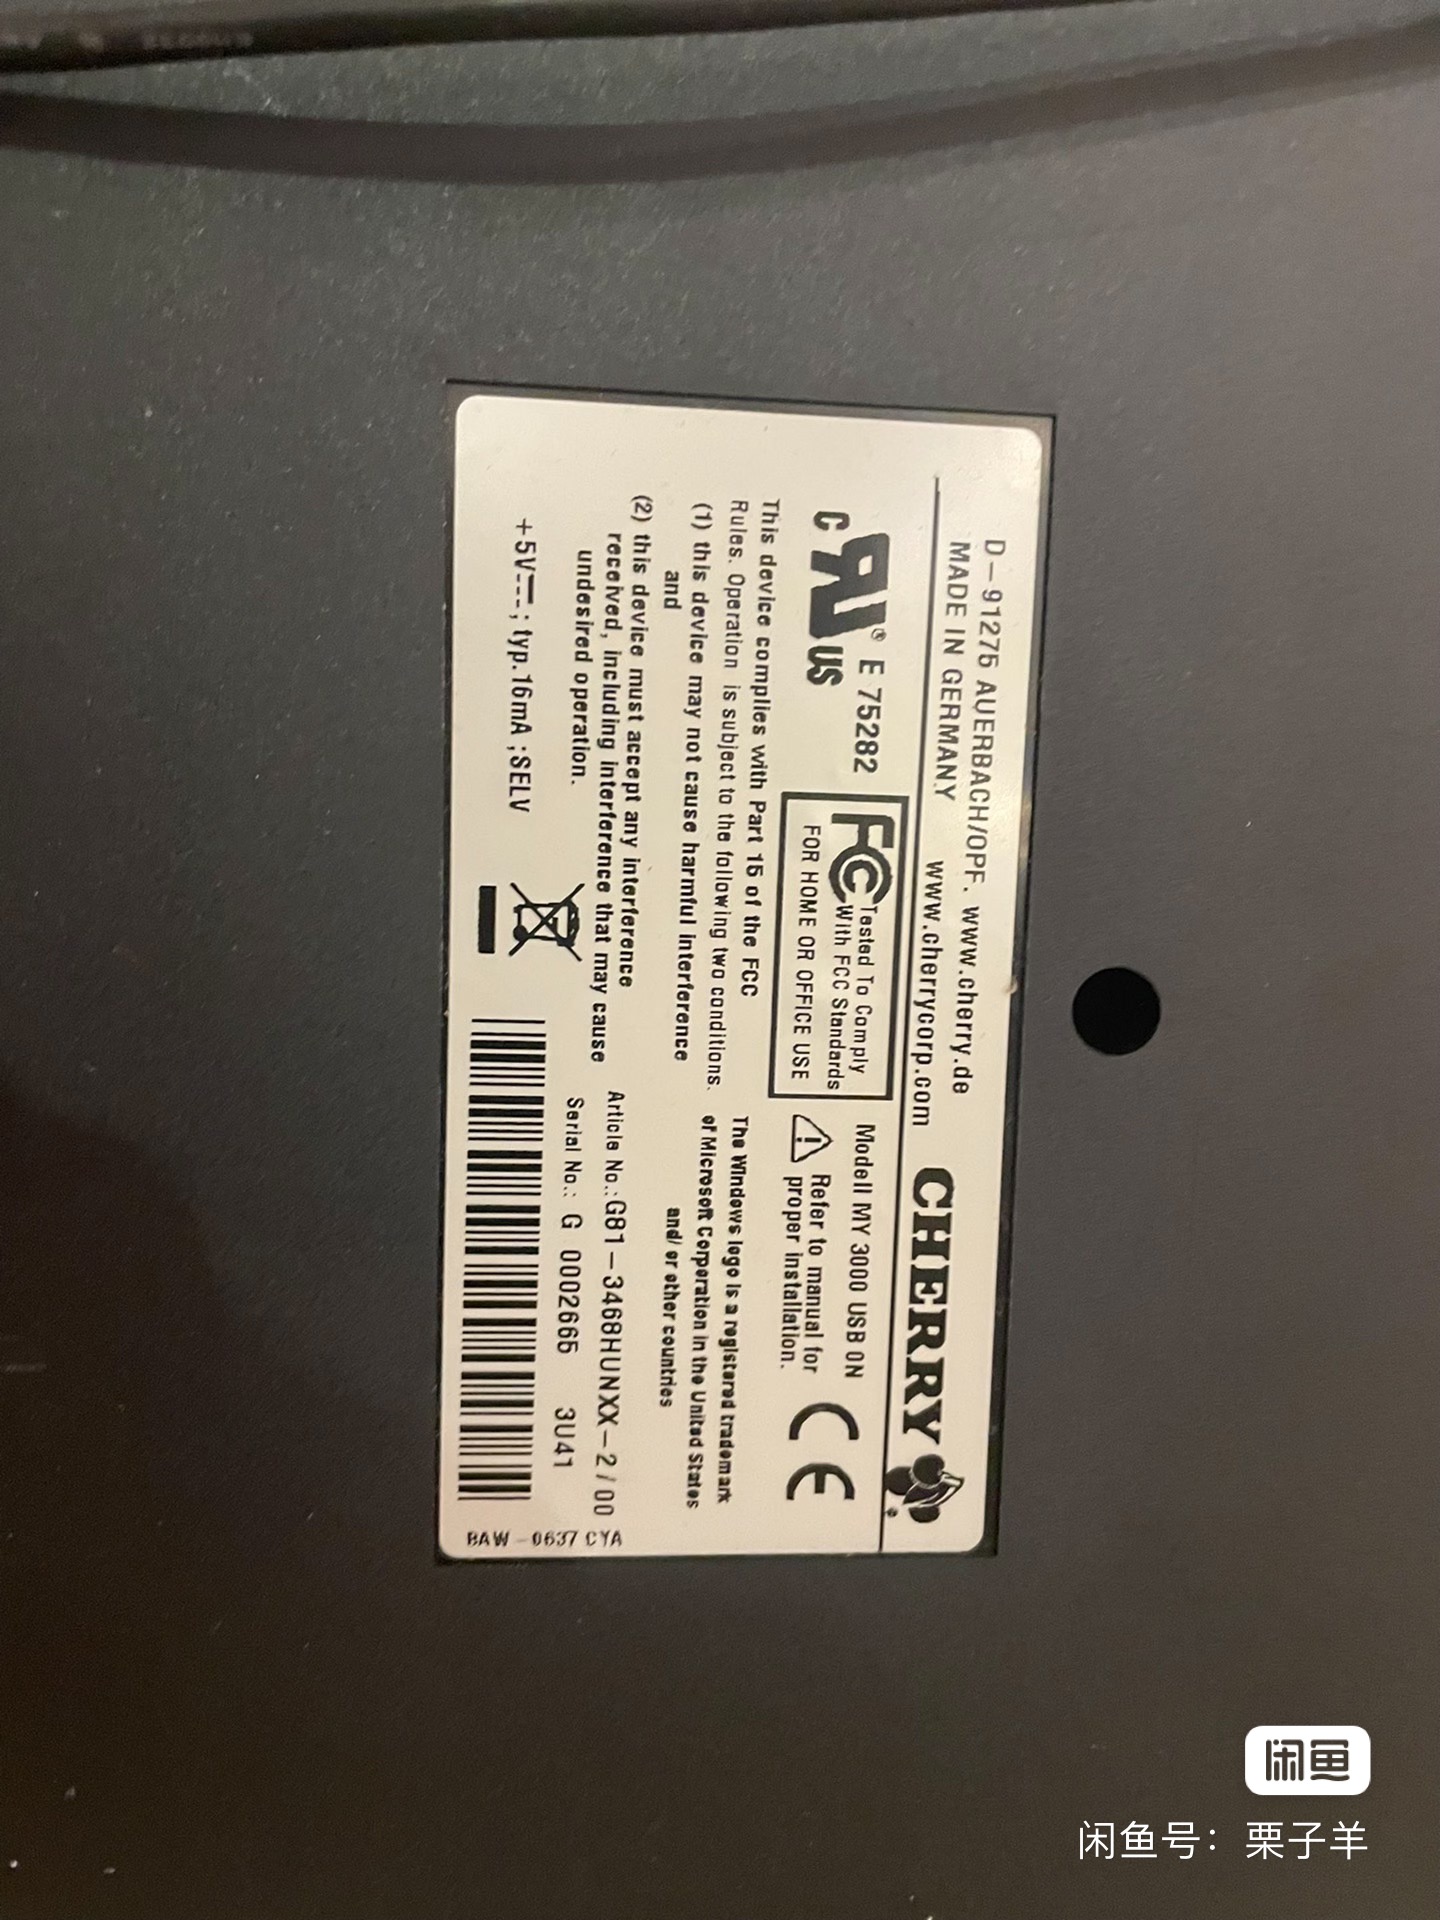 D-91275 AUERBACH/OPF. www.cherry.de
MADE IN GERMANY www.cherrycorp.com
CHERRY
c RU US ® E 75282
FC Tested To Comply
With FCC Standards
FOR HOME OR OFFICE USE
Modell MY 3000 USB ON
Refer to manual for
proper installation.
CE
This device complies with Part 15 of the FCC
Rules. Operation is subject to the following two conditions.
(1) this device may not cause harmful interference
and
(2) this device must accept any interference
received, including interference that may cause
undesired operation.
The Windows logo is a registered trademark
of Microsoft Corporation in the United States
and/or other countries
+5V---; typ.16mA ;SELV
Article No.:G81-3468HUNXX-2/00
Serial No.: G 0002665 3U41
BAW-0637 CYA
闲鱼
闲鱼号：栗子羊